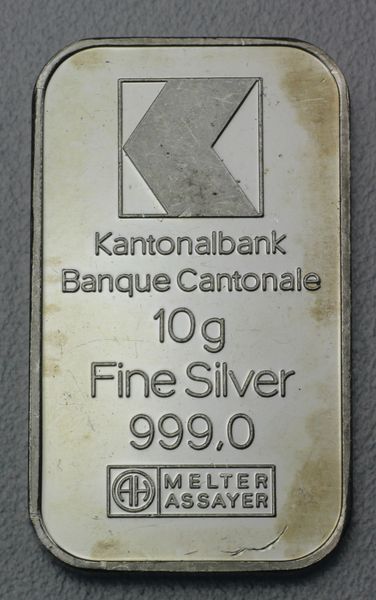 Kantonalbank
Banque Cantonale
10g
Fine Silver
999,0
AH MELTER
ASSAYER